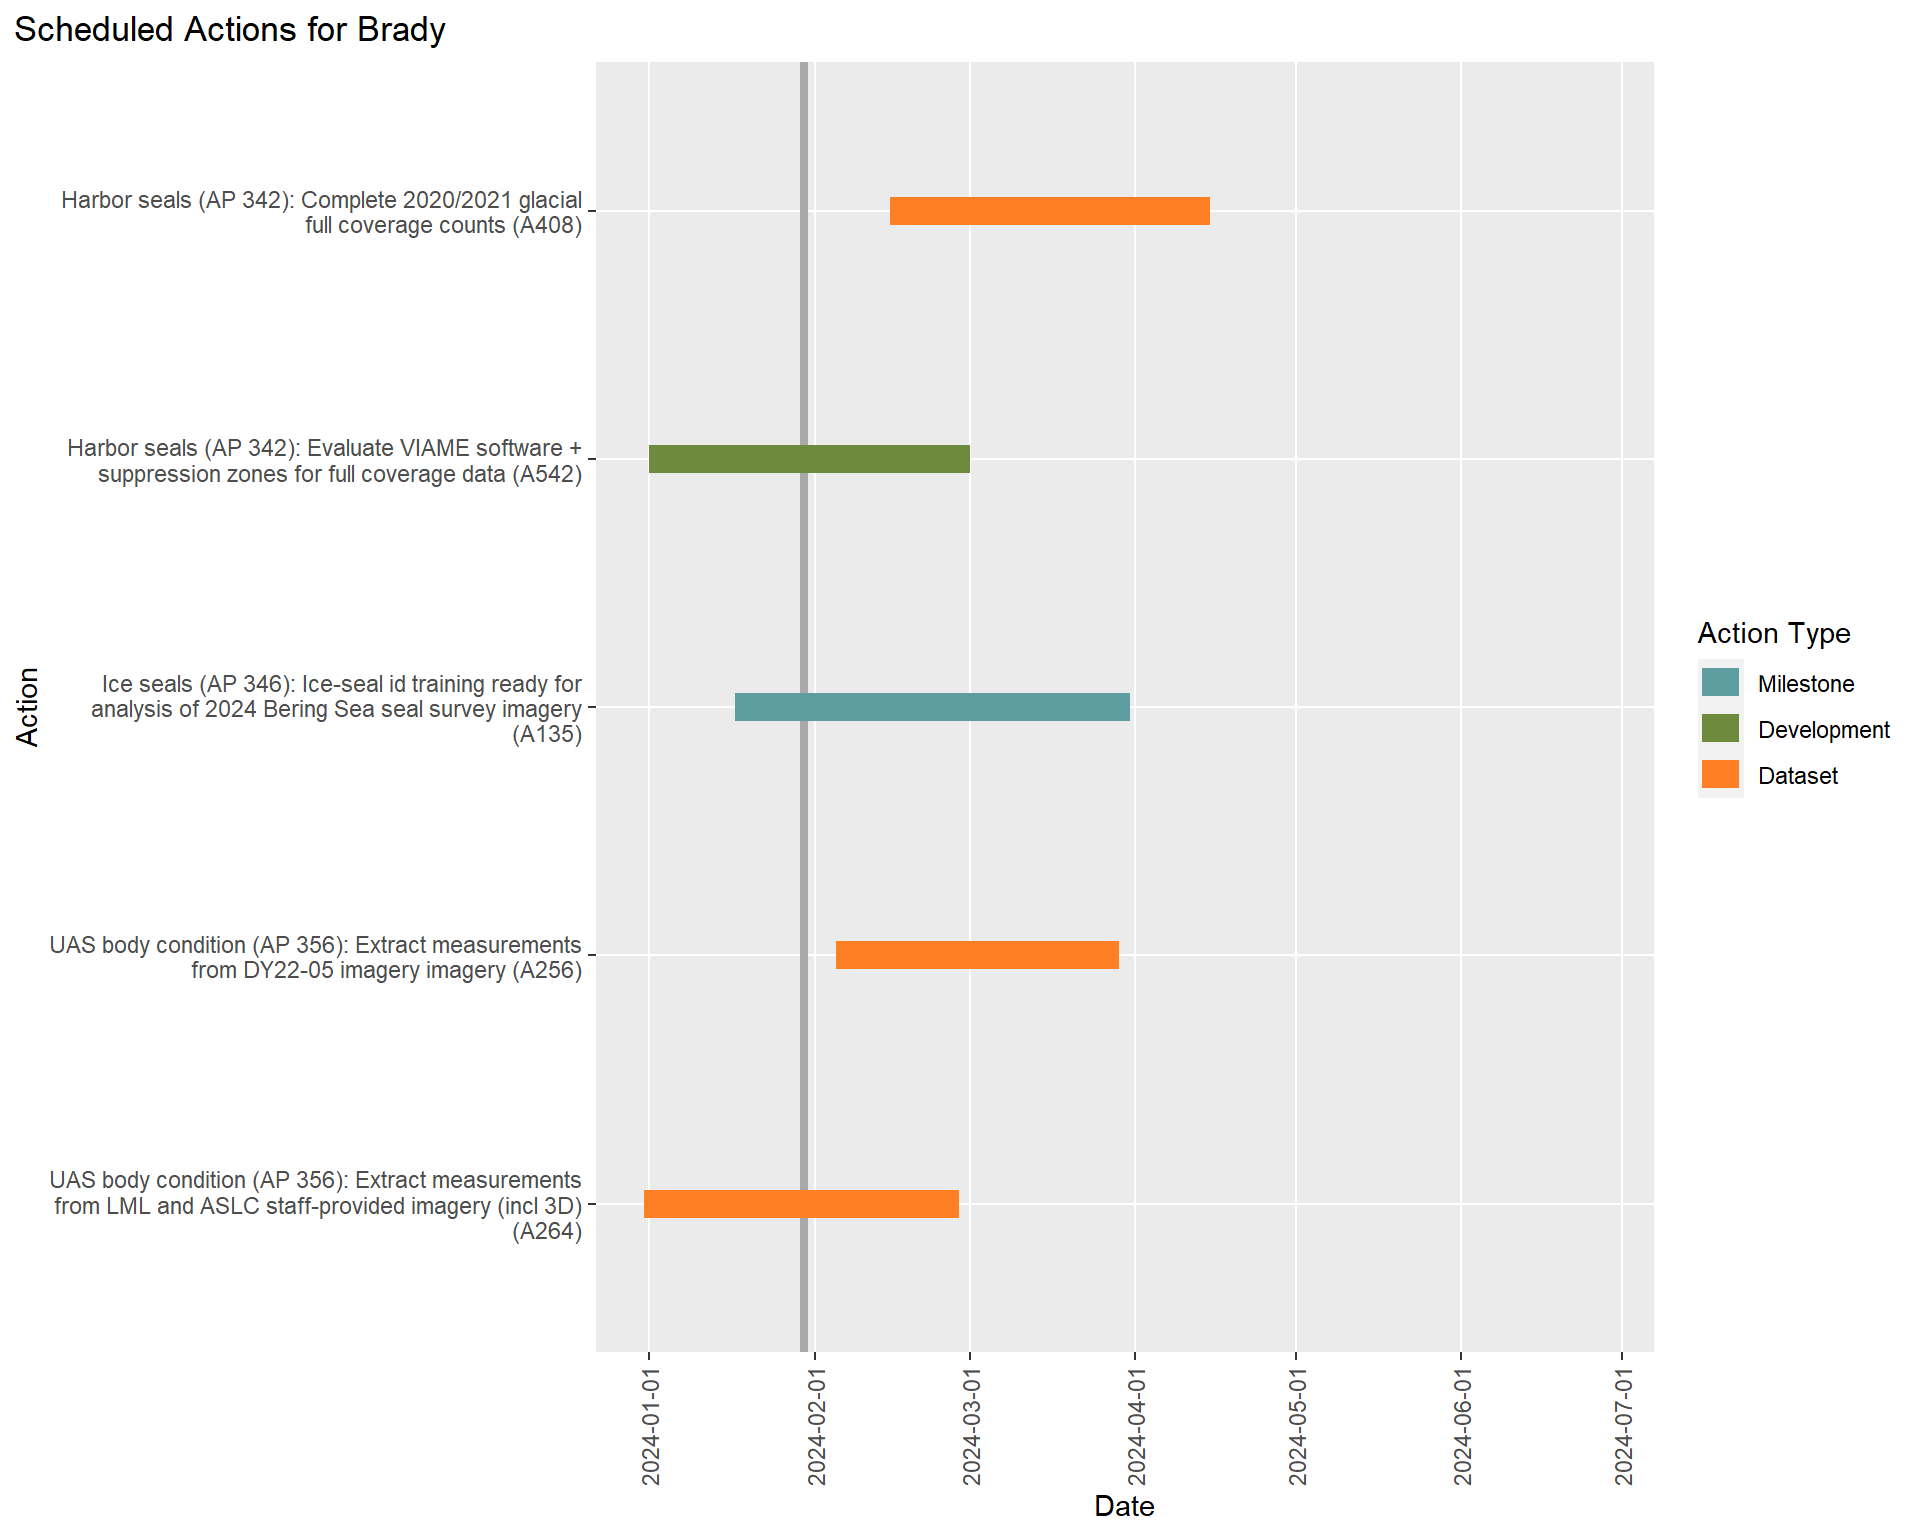 Scheduled Actions for Brady
Harbor seals (AP 342): Complete 2020/2021 glacial
full coverage counts (A408)
Harbor seals (AP 342): Evaluate VIAME software +
suppression zones for full coverage data (A542)
Ice seals (AP 346): Ice-seal id training ready for
analysis of 2024 Bering Sea seal survey imagery
(A135)
UAS body condition (AP 356): Extract measurements
from DY22-05 imagery imagery (A256)
UAS body condition (AP 356): Extract measurements
from LML and ASLC staff-provided imagery (incl 3D)
(A264)
Action
2024-01-01
2024-02-01
2024-03-01
2024-04-01
2024-05-01
2024-06-01
2024-07-01
Date
Action Type
Milestone
Development
Dataset